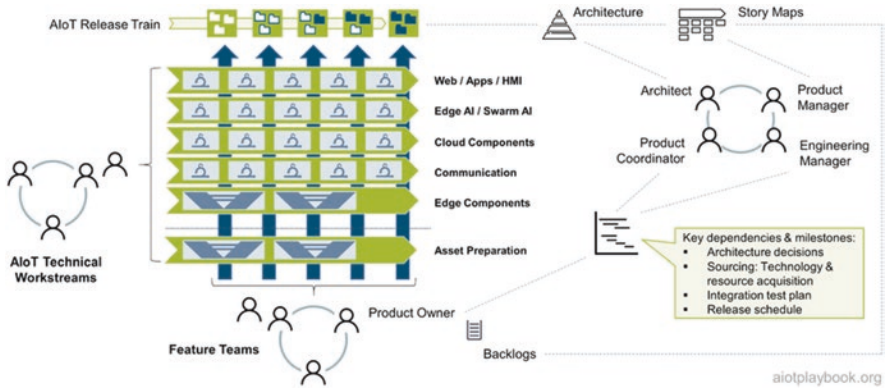 AIoT Release Train
Architecture
Story Maps
Web / Apps / HMI
Edge AI / Swarm AI
Cloud Components
Communication
Edge Components
Asset Preparation
AIoT Technical
Workstreams
Architect
Product
Manager
Product
Coordinator
Engineering
Manager
Key dependencies & milestones:
▪ Architecture decisions
▪ Sourcing: Technology &
resource acquisition
▪ Integration test plan
▪ Release schedule
Product Owner
Feature Teams
Backlogs
aiotplaybook.org